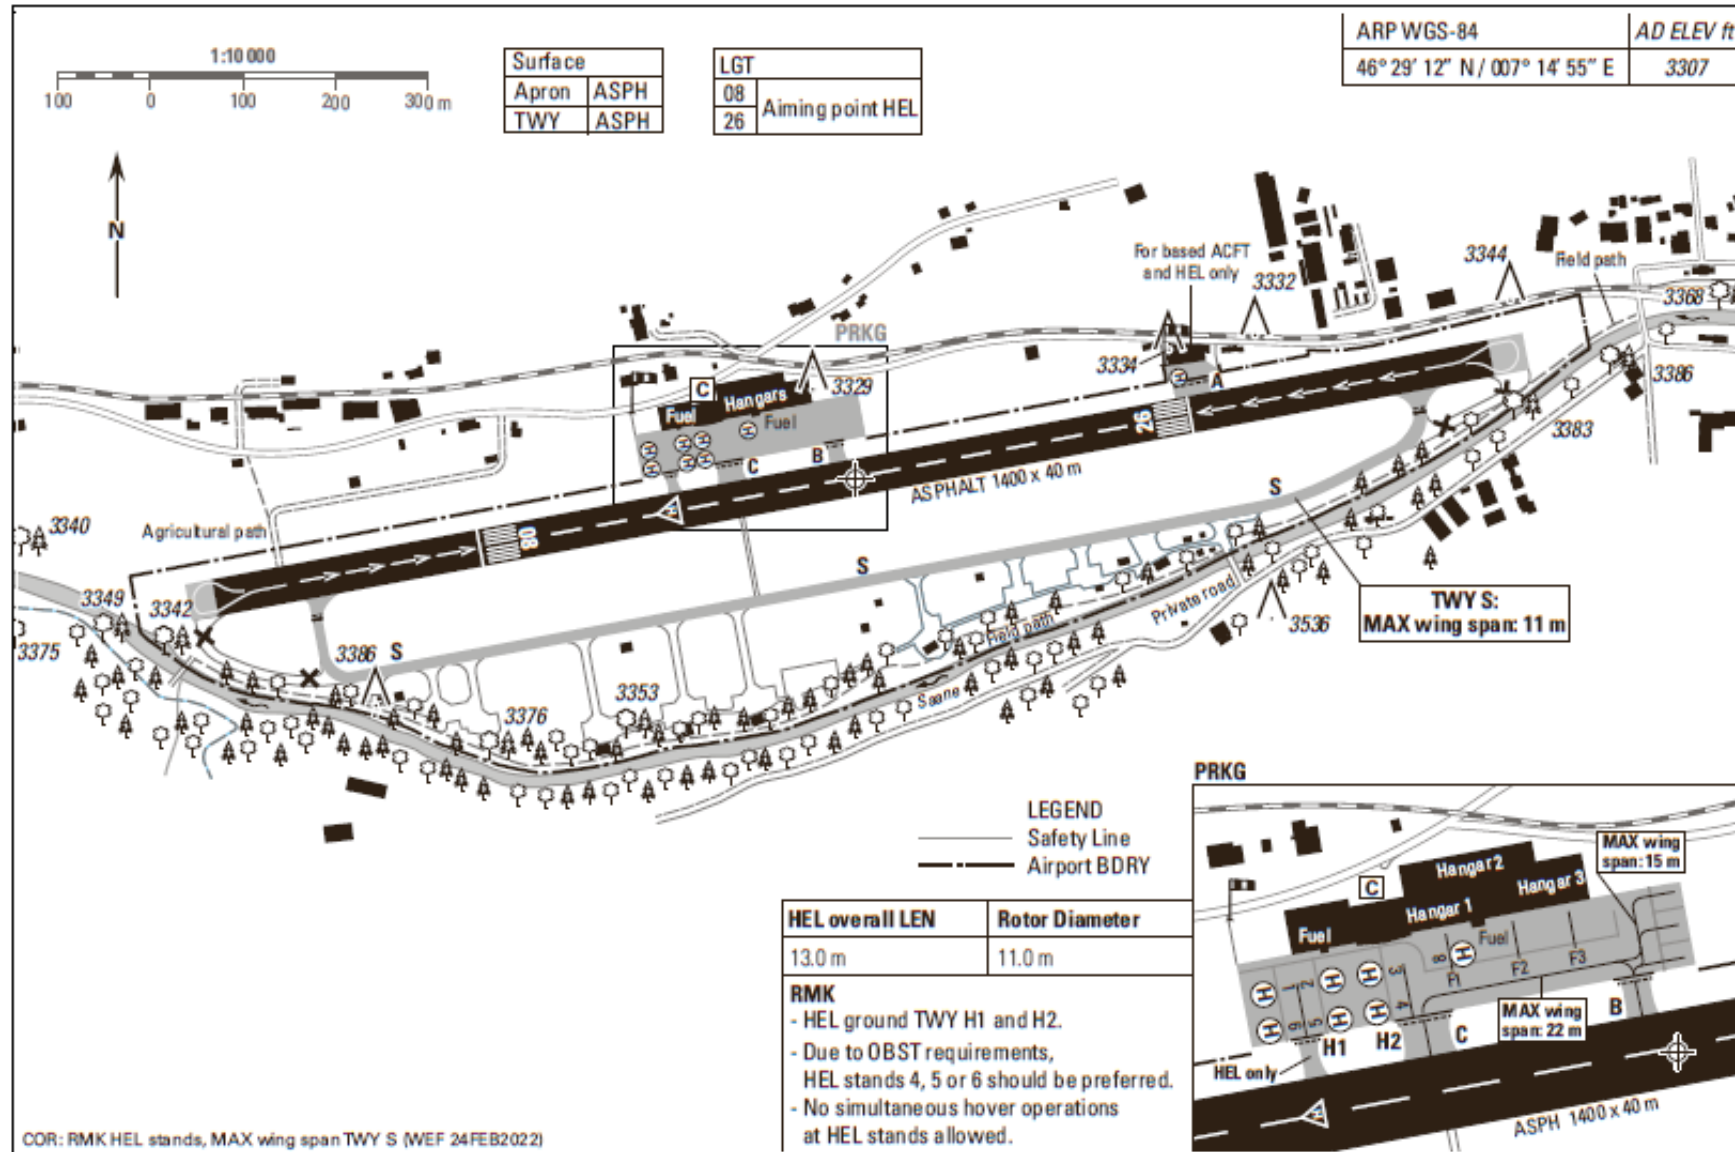 1:10 000
100 0 100 200 300 m
Surface
Apron ASPH
TWY ASPH
LGT
08
26
Aiming point HEL
ARP WGS-84
AD ELEV ft
46° 29' 12" N / 007° 14' 55" E
3307
N
For based ACFT
and HEL only
3332
3344
Field path
3368
PRKG
3334
A
3329
3386
C
Hangars
Fuel
Fuel
C
B
26
3383
ASPHALT 1400 x 40 m
S
Agricultural path
3340
08
S
3349
3342
3375
3386
S
3353
3376
Field path
Private road
3536
Saane
TWY S:
MAX wing span: 11 m
LEGEND
Safety Line
Airport BDRY
HEL overall LEN
Rotor Diameter
13.0 m
11.0 m
RMK
- HEL ground TWY H1 and H2.
- Due to OBST requirements,
HEL stands 4, 5 or 6 should be preferred.
- No simultaneous hover operations
at HEL stands allowed.
PRKG
MAX wing
span: 15 m
Hangar 2
Hangar 3
C
Hangar 1
Fuel
Fuel
1
2
3
8
F1
F2
F3
6
5
4
MAX wing
span: 22 m
B
H1
H2
C
HEL only
ASPH 1400 x 40 m
COR: RMK HEL stands, MAX wing span TWY S (WEF 24FEB2022)